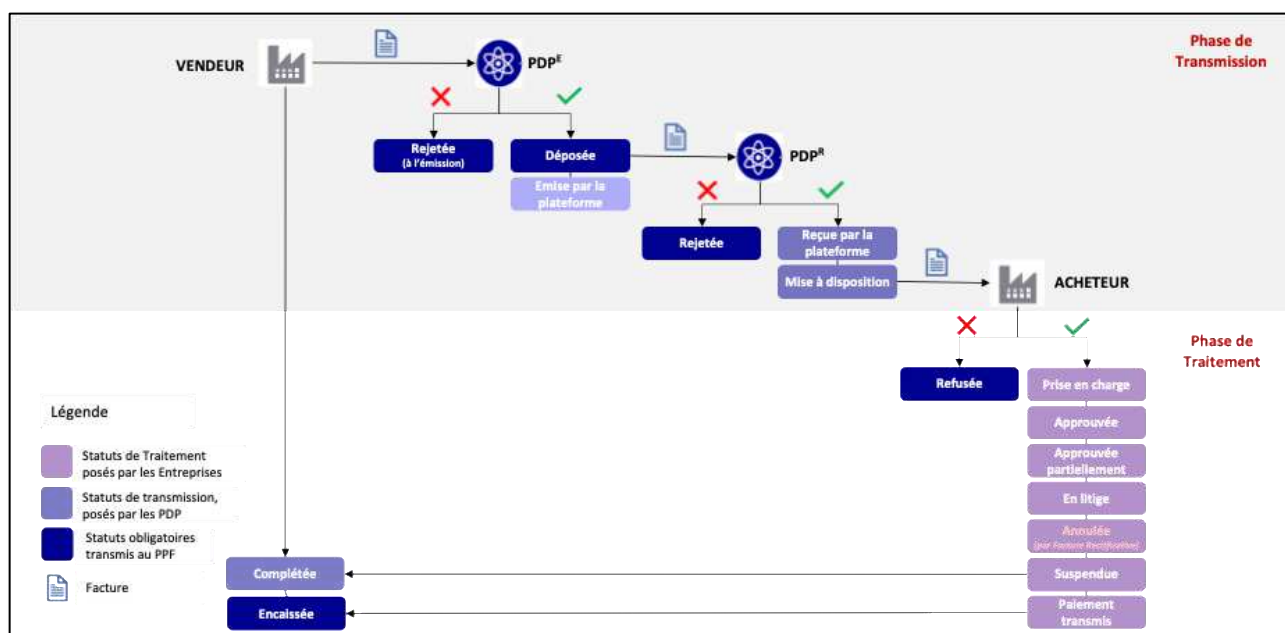 Phase de
Transmission
VENDEUR
PDPᴱ
Rejetée
(à l'émission)
Déposée
Emise par la
plateforme
PDPᴿ
Rejetée
Reçue par la
plateforme
Mise à disposition
ACHETEUR
Phase de
Traitement
Refusée
Prise en charge
Approuvée
Approuvée
partiellement
En litige
Annulée
(par Facture Rectificative)
Suspendue
Paiement
transmis
Complétée
Encaissée
Légende
Statuts de Traitement
posés par les Entreprises
Statuts de transmission,
posés par les PDP
Statuts obligatoires
transmis au PPF
Facture